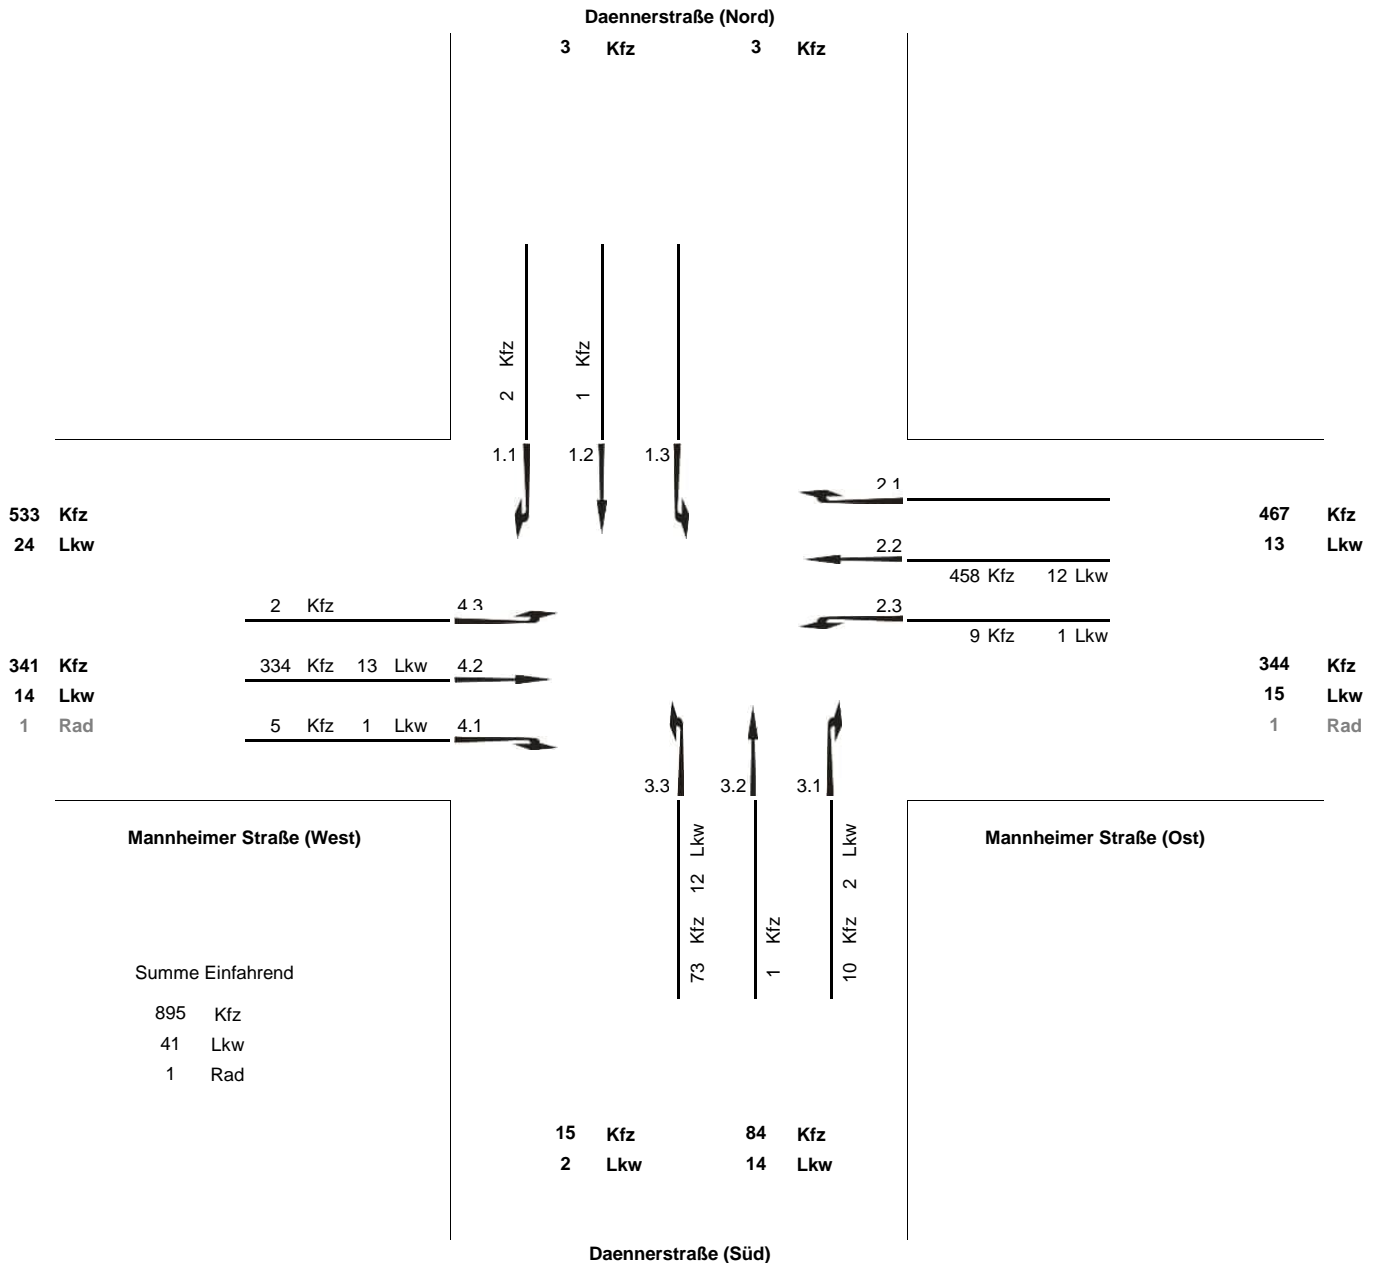 Daennerstraße (Nord)
3 Kfz 3 Kfz
2 Kfz
1 Kfz
1.1 1.2 1.3
2.1
533 Kfz
24 Lkw
467 Kfz
13 Lkw
2.2
458 Kfz 12 Lkw
2 Kfz 4.3
2.3
9 Kfz 1 Lkw
341 Kfz
14 Lkw
1 Rad
334 Kfz 13 Lkw 4.2
5 Kfz 1 Lkw 4.1
344 Kfz
15 Lkw
1 Rad
3.3 3.2 3.1
73 Kfz 12 Lkw
1 Kfz
10 Kfz 2 Lkw
Mannheimer Straße (West)
Mannheimer Straße (Ost)
Summe Einfahrend
895 Kfz
41 Lkw
1 Rad
15 Kfz 84 Kfz
2 Lkw 14 Lkw
Daennerstraße (Süd)